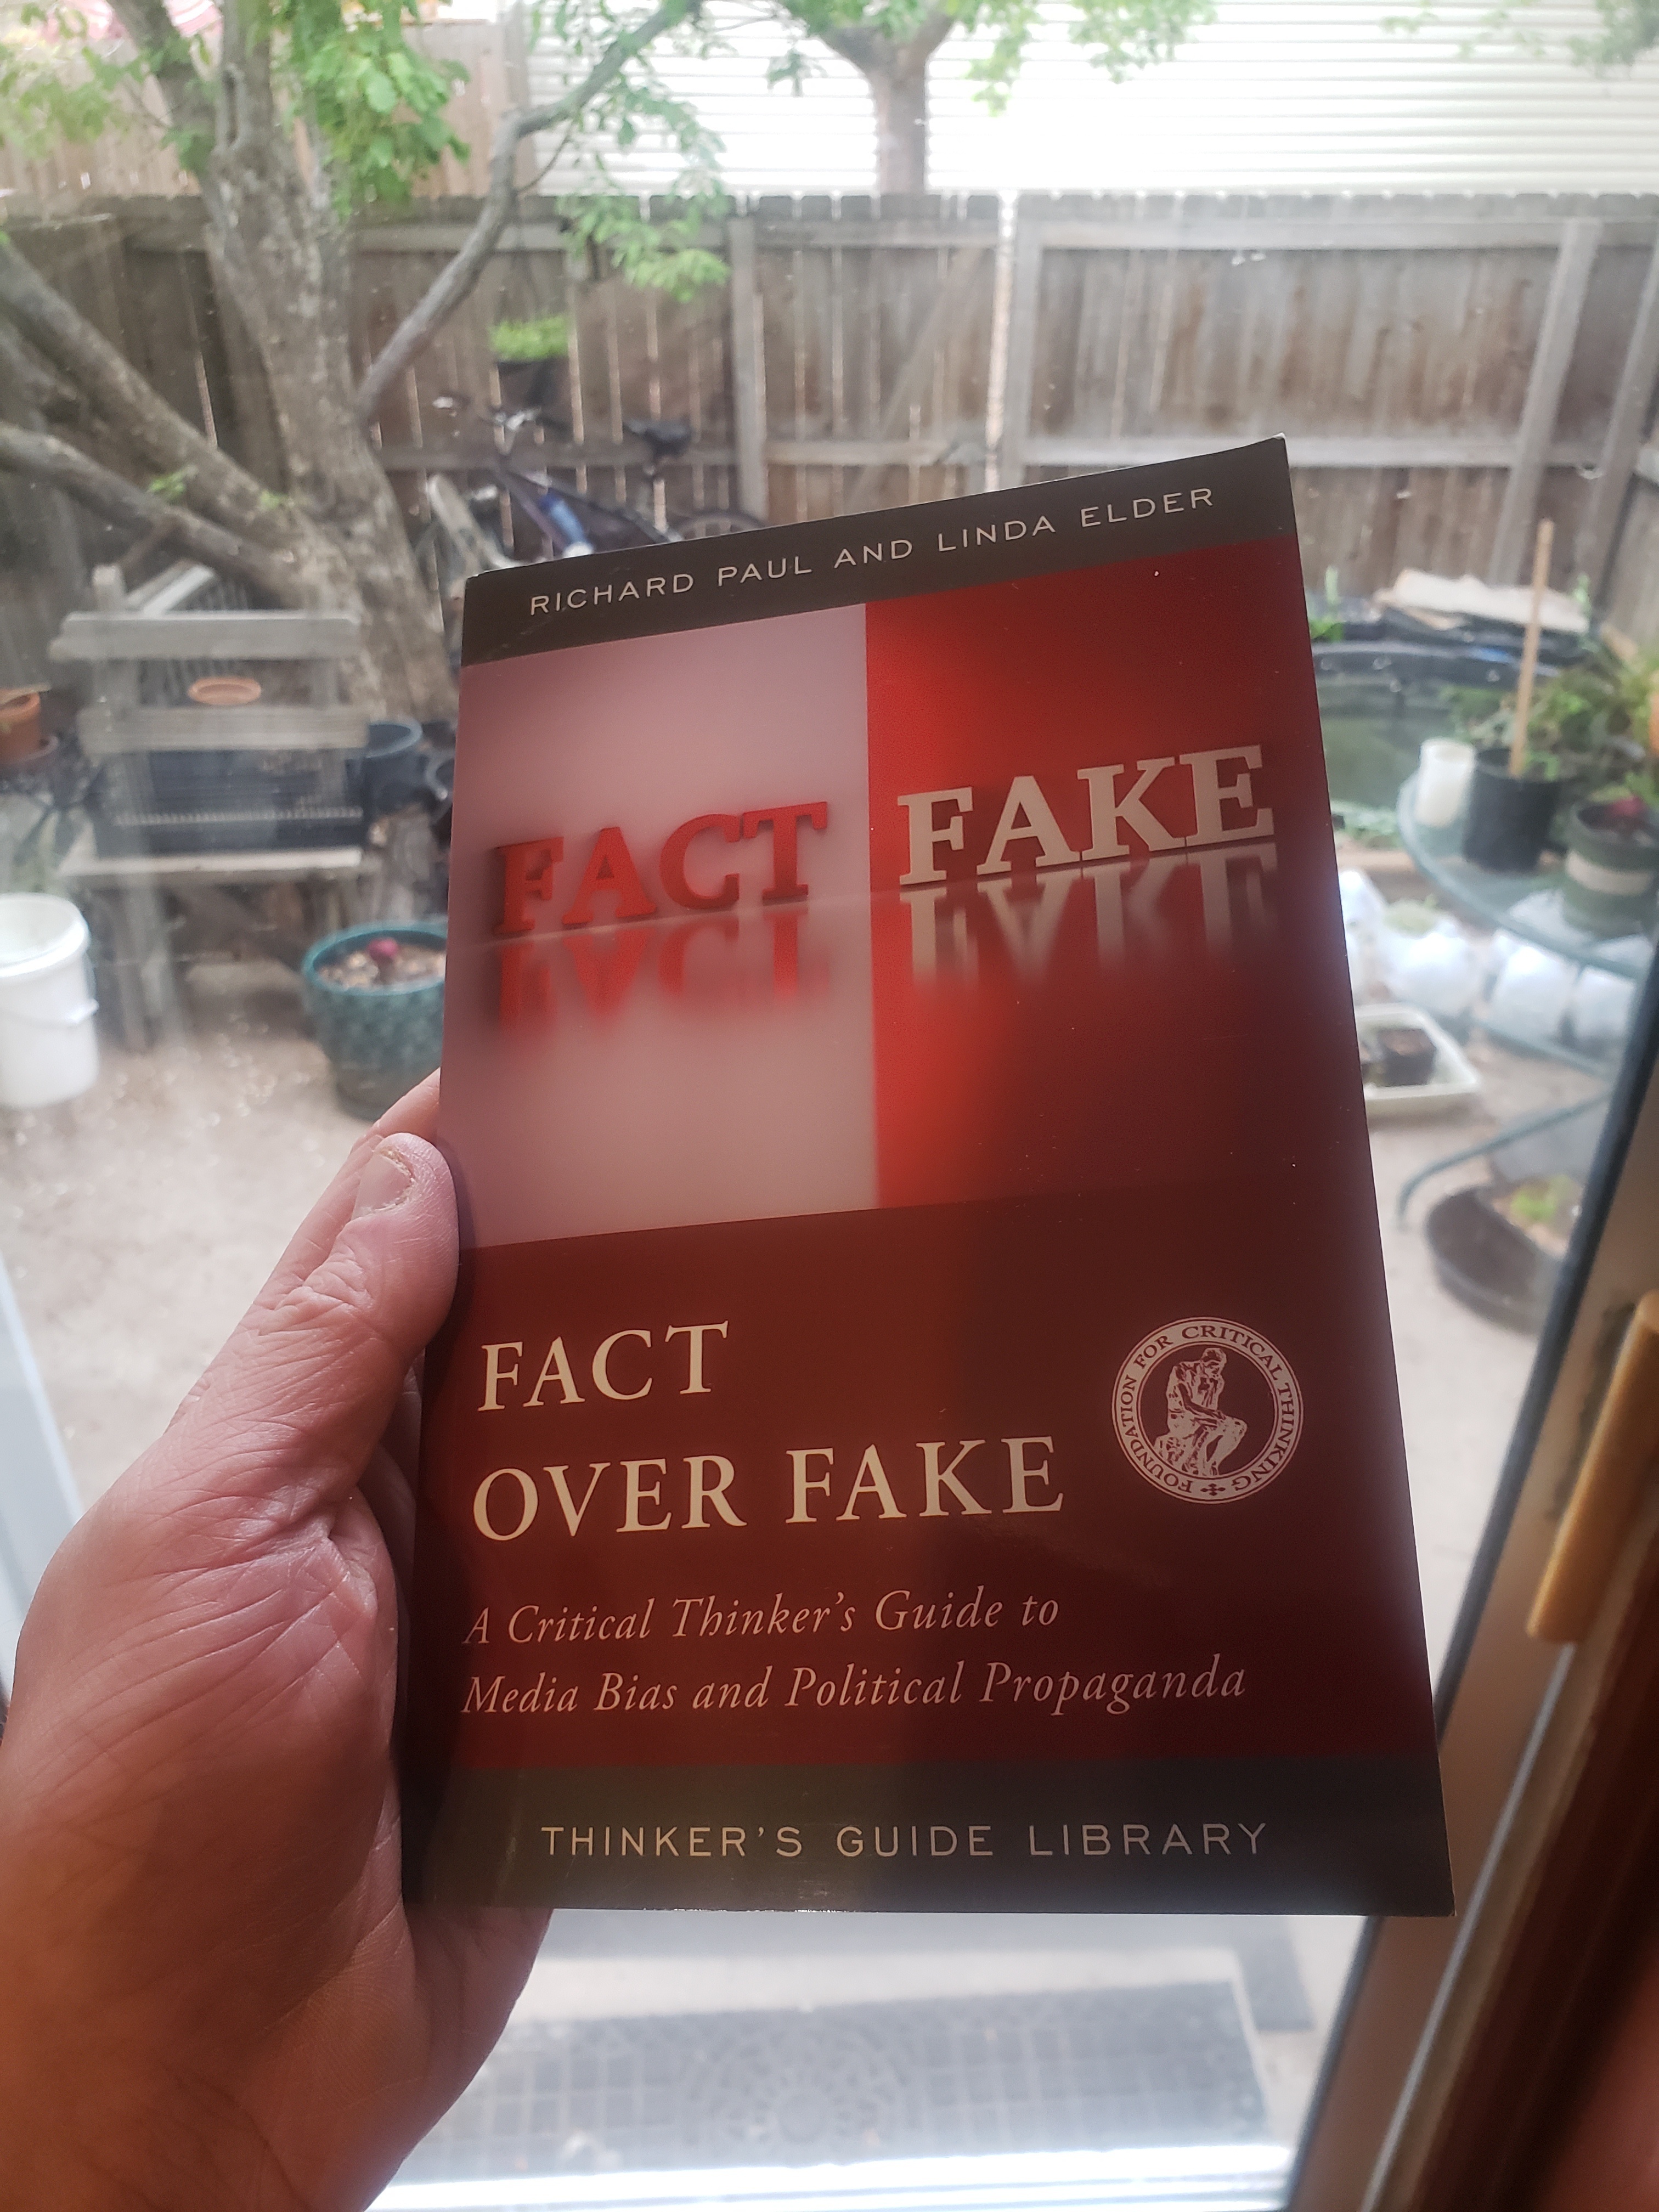 RICHARD PAUL AND LINDA ELDER
FACT FAKE
FACT
OVER FAKE
FOUNDATION FOR CRITICAL THINKING
A Critical Thinker's Guide to
Media Bias and Political Propaganda
THINKER'S GUIDE LIBRARY